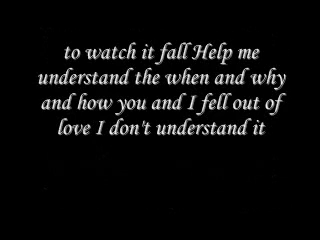 to watch it fall Help me
understand the when and why
and how you and I fell out of
love I don't understand it